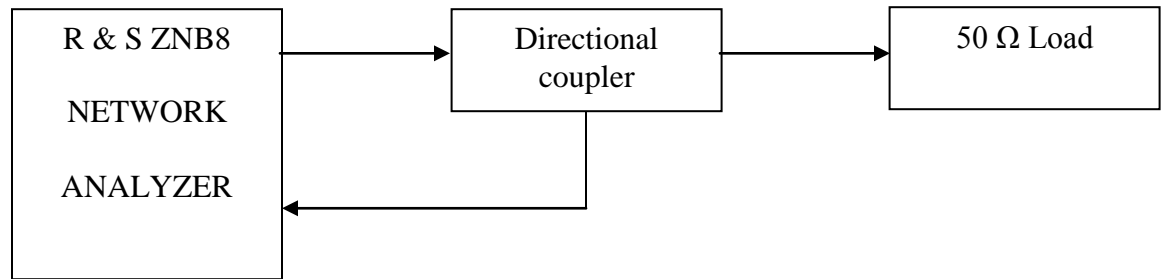 R & S ZNB8
NETWORK
ANALYZER
Directional
coupler
50 Ω Load